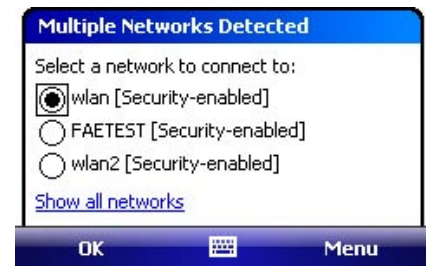 Multiple Networks Detected
Select a network to connect to:
wlan [Security-enabled]
FAETEST [Security-enabled]
wlan2 [Security-enabled]
Show all networks
OK Menu